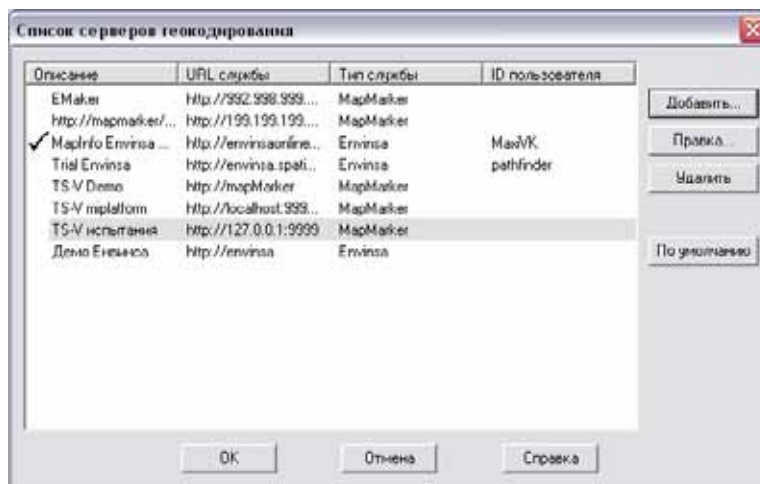 Список серверов геокодирования
Описание URL службы Тип службы ID пользователя
EMaker http://992.998.999.... MapMarker
http://mapmarker/... http://199.199.199.... MapMarker
MapInfo Envinsa ... http://envinsaonline... Envinsa MaxVK
Trial Envinsa http://envinsa.spati... Envinsa pathfinder
TS-V Demo http://mapMarker MapMarker
TS-V miplatform http://localhost:999... MapMarker
TS-V испытания http://127.0.0.1:9999 MapMarker
Демо Енвинса http://envinsa Envinsa
Добавить...
Правка...
Удалить
По умолчанию
OK Отмена Справка